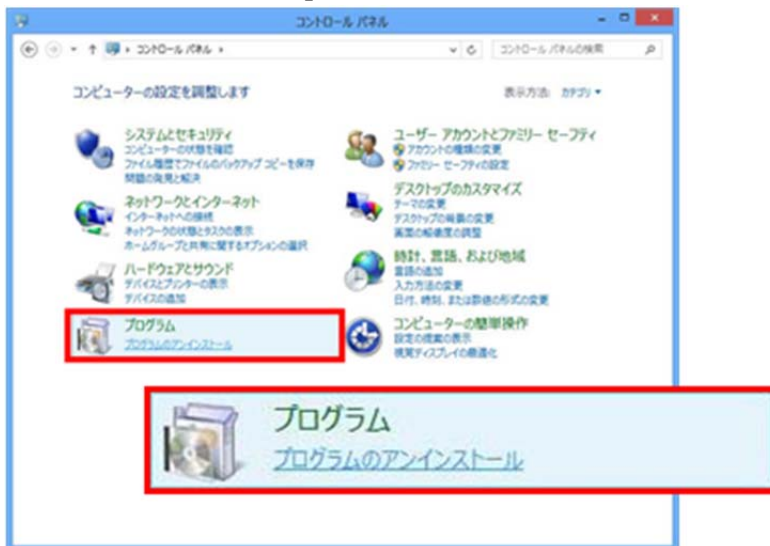 コントロール パネル
コントロール パネル
コントロール パネルの検索
コンピューターの設定を調整します
表示方法: カテゴリ
システムとセキュリティ
コンピューターの状態を確認
ファイル履歴でファイルのバックアップ コピーを保存
問題の発見と解決
ネットワークとインターネット
インターネットへの接続
ネットワークの状態とタスクの表示
ホームグループと共有に関するオプションの選択
ハードウェアとサウンド
デバイスとプリンターの表示
デバイスの追加
プログラム
プログラムのアンインストール
ユーザー アカウントとファミリー セーフティ
アカウントの種類の変更
ファミリー セーフティの設定
デスクトップのカスタマイズ
テーマの変更
デスクトップの背景の変更
画面の解像度の調整
時計、言語、および地域
言語の追加
入力方法の変更
日付、時刻、または数値の形式の変更
コンピューターの簡単操作
設定の提案の表示
視覚ディスプレイの最適化
プログラム
プログラムのアンインストール